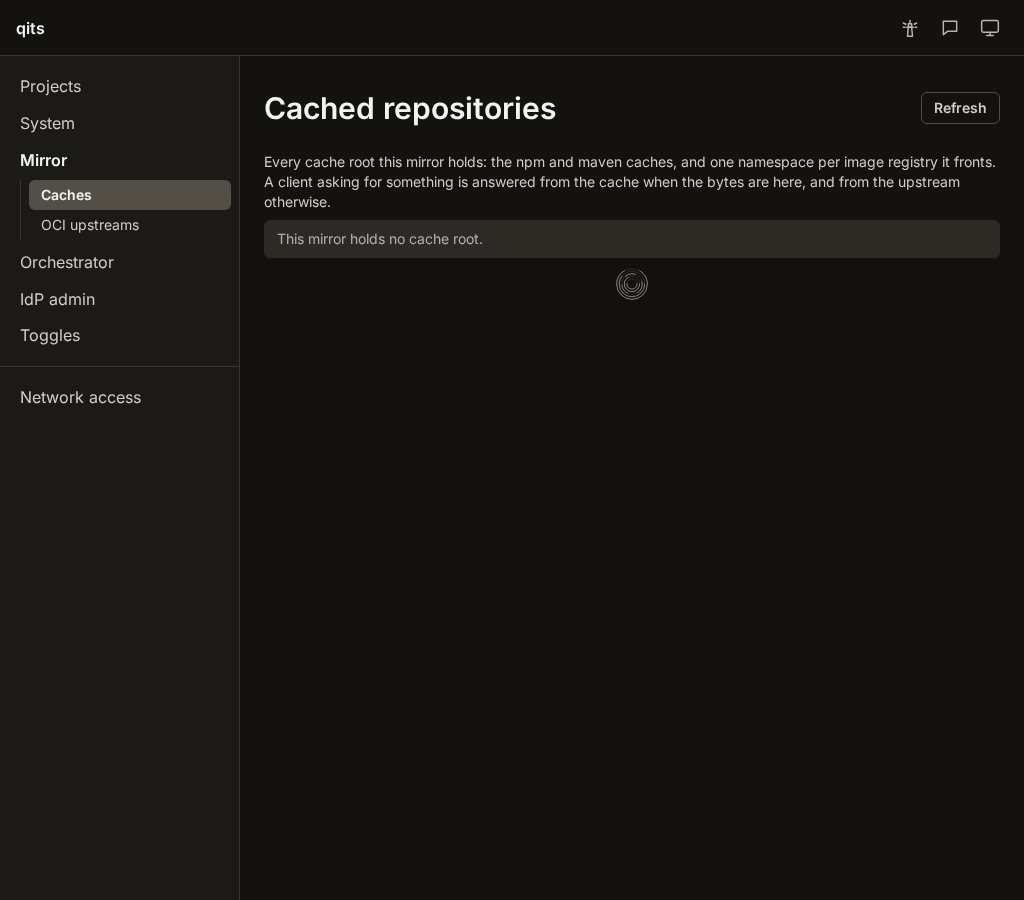 qits
Projects
System
Mirror
Caches
OCI upstreams
Orchestrator
IdP admin
Toggles
Network access
Cached repositories
Refresh
Every cache root this mirror holds: the npm and maven caches, and one namespace per image registry it fronts.
A client asking for something is answered from the cache when the bytes are here, and from the upstream
otherwise.
This mirror holds no cache root.